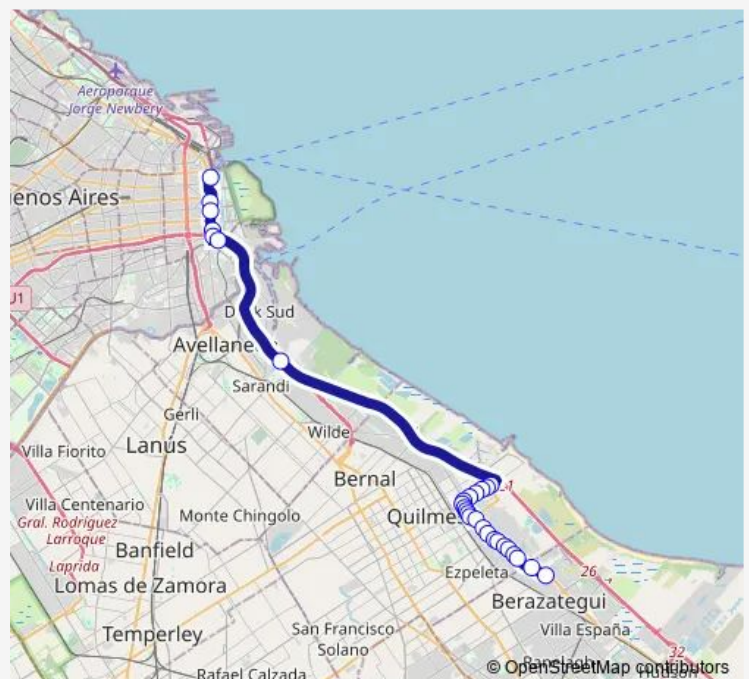 Aeroparque
Jorge Newbery
enos Aires
U1
Dock Sud
Avellane
Sarandi
Gerli
Villa Fiorito
Lanús
Wilde
Bernal
Villa Centenario
Gral. Rodríguez
Larroque
Monte Chingolo
Quilmes
Banfield
Laprida
Lomas de Zamora
Ezpeleta
26
Berazategui
Temperley
San Francisco
Solano
Villa España
32
Rafael Calzada
© OpenStreetMap contributors